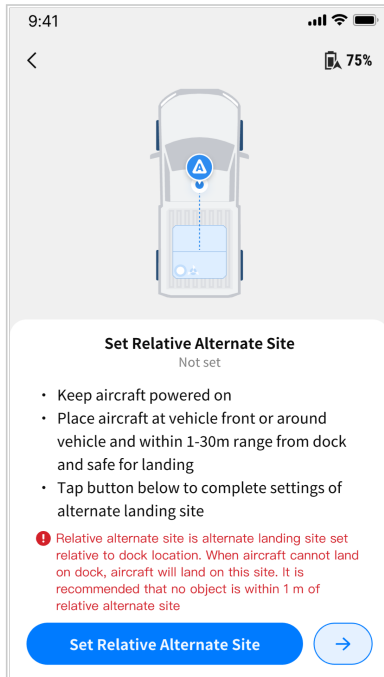 9:41
75%
Set Relative Alternate Site
Not set
• Keep aircraft powered on
• Place aircraft at vehicle front or around
vehicle and within 1-30m range from dock
and safe for landing
• Tap button below to complete settings of
alternate landing site
Relative alternate site is alternate landing site set
relative to dock location. When aircraft cannot land
on dock, aircraft will land on this site. It is
recommended that no object is within 1 m of
relative alternate site
Set Relative Alternate Site